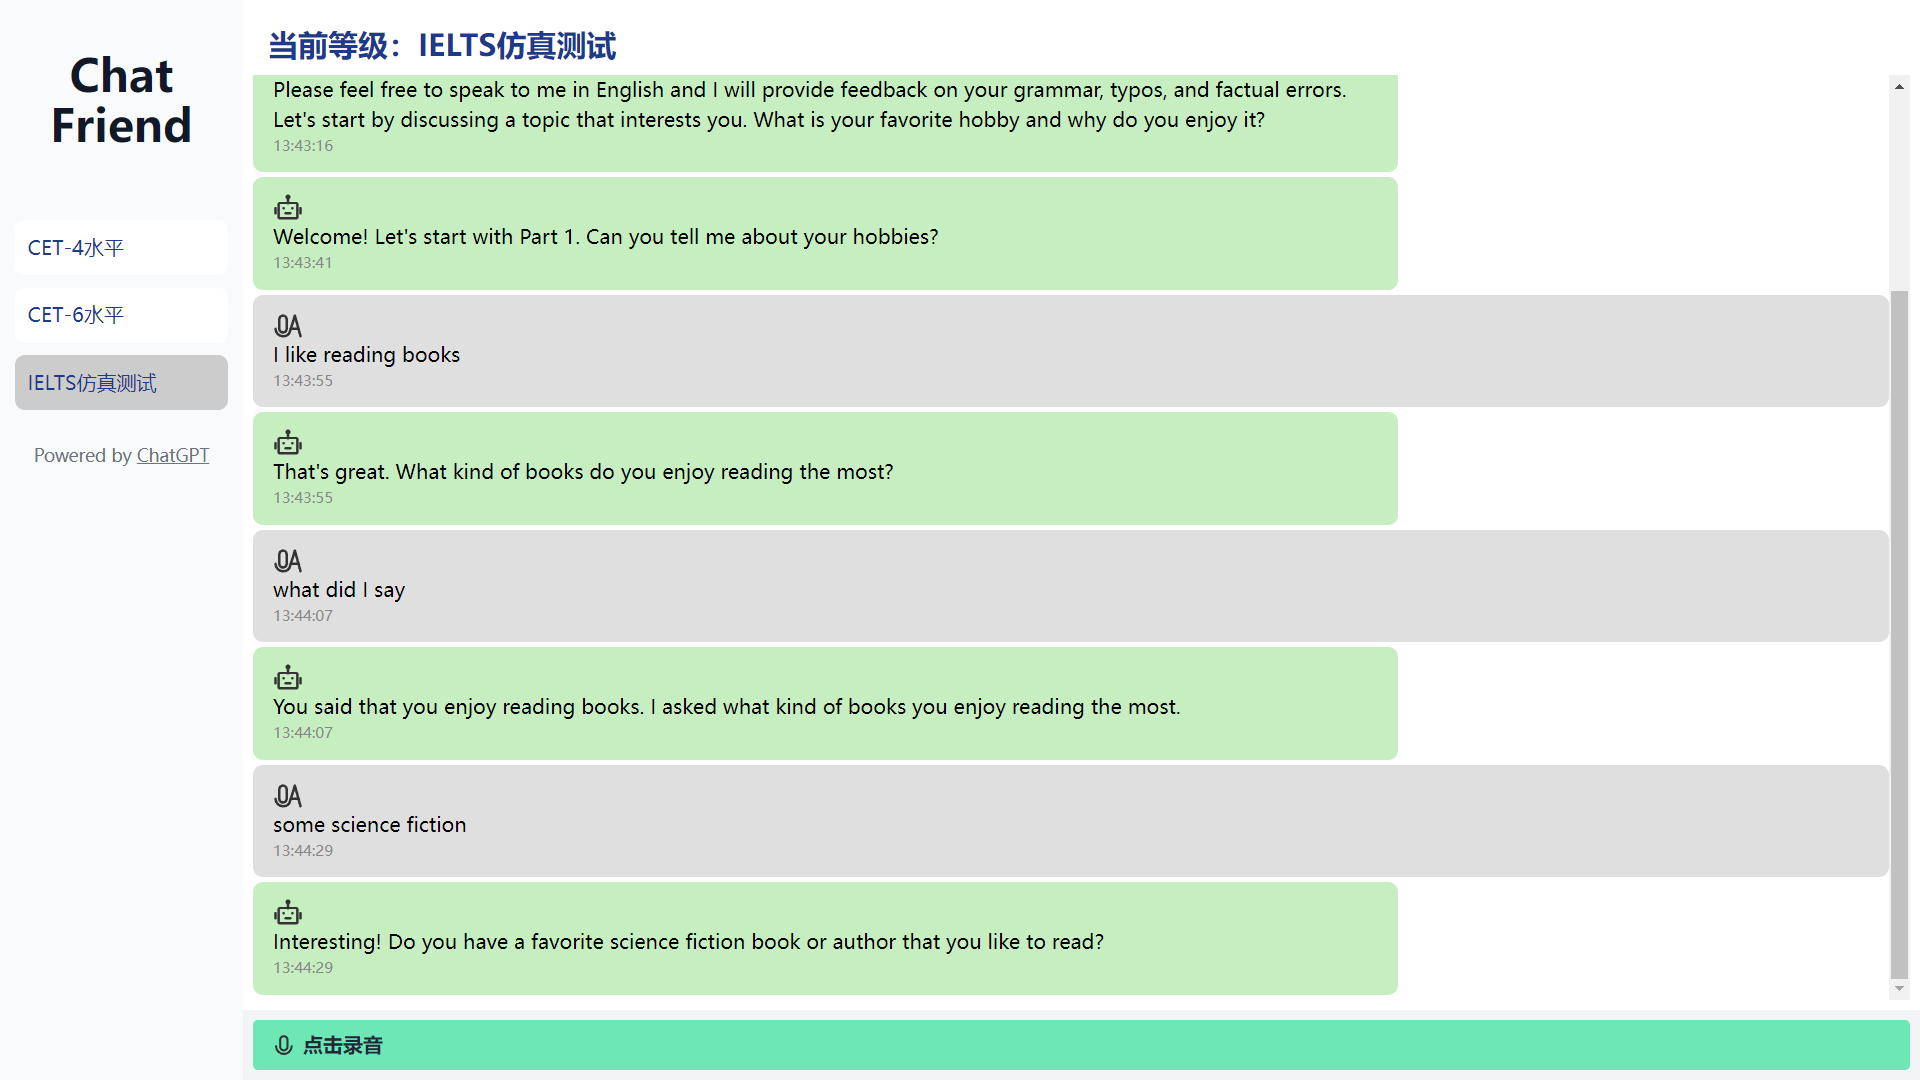 Chat
Friend
CET-4水平
CET-6水平
IELTS仿真测试
Powered by ChatGPT
当前等级：IELTS仿真测试
Please feel free to speak to me in English and I will provide feedback on your grammar, typos, and factual errors.
Let's start by discussing a topic that interests you. What is your favorite hobby and why do you enjoy it?
13:43:16
Welcome! Let's start with Part 1. Can you tell me about your hobbies?
13:43:41
I like reading books
13:43:55
That's great. What kind of books do you enjoy reading the most?
13:43:55
what did I say
13:44:07
You said that you enjoy reading books. I asked what kind of books you enjoy reading the most.
13:44:07
some science fiction
13:44:29
Interesting! Do you have a favorite science fiction book or author that you like to read?
13:44:29
点击录音